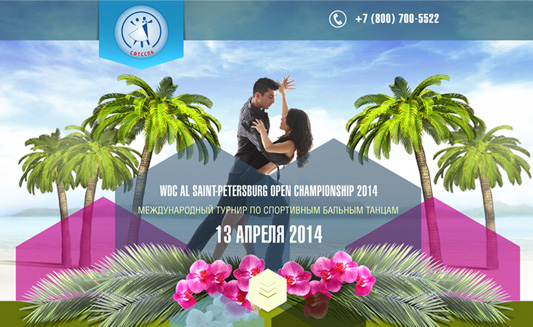 +7 (800) 700-5522
WDC AL SAINT-PETERSBURG OPEN CHAMPIONSHIP 2014
МЕЖДУНАРОДНЫЙ ТУРНИР ПО СПОРТИВНЫМ БАЛЬНЫМ ТАНЦАМ
13 АПРЕЛЯ 2014